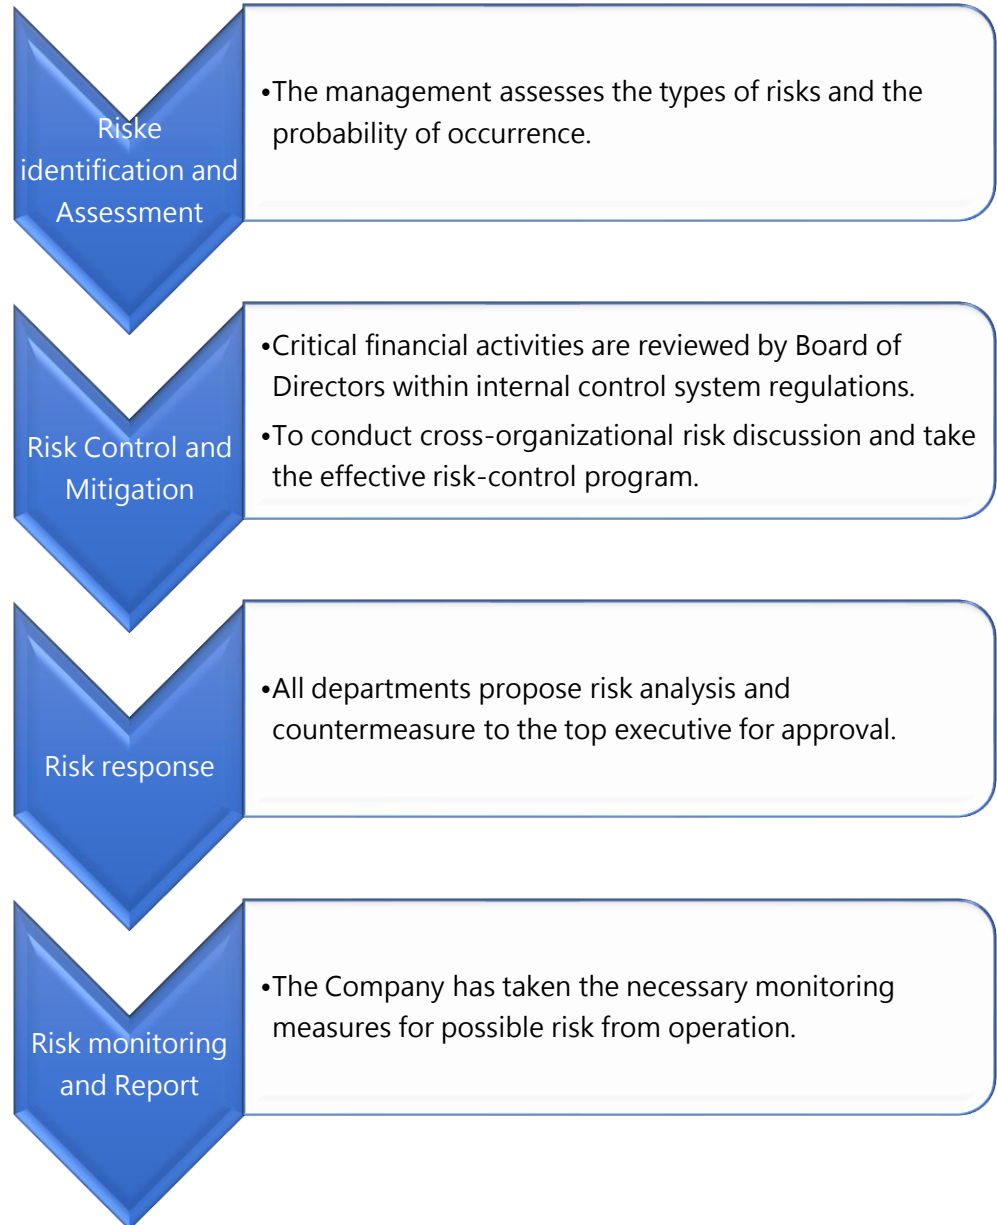 Riske
identification and
Assessment
•The management assesses the types of risks and the
probability of occurrence.
Risk Control and
Mitigation
•Critical financial activities are reviewed by Board of
Directors within internal control system regulations.
•To conduct cross-organizational risk discussion and take
the effective risk-control program.
Risk response
•All departments propose risk analysis and
countermeasure to the top executive for approval.
Risk monitoring
and Report
•The Company has taken the necessary monitoring
measures for possible risk from operation.